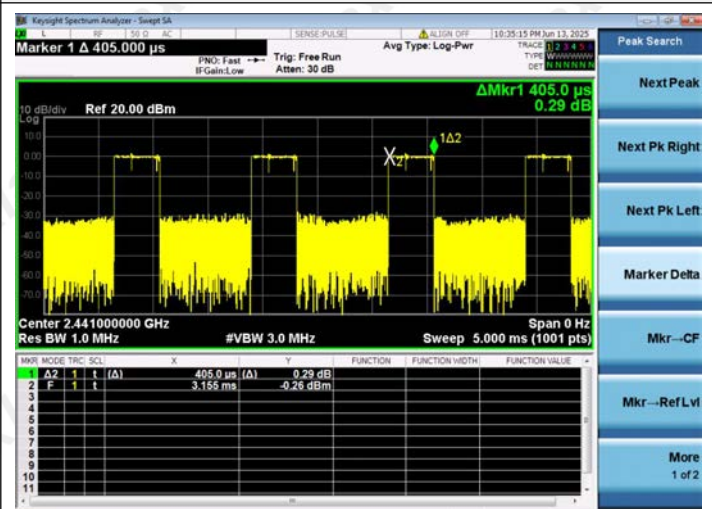 Keysight Spectrum Analyzer - Swept SA
L RF 50 Ω AC SENSE:PULSE ALIGN OFF 10:35:15 PM Jun 13, 2025
Marker 1 Δ 405.000 µs
PNO: Fast
IFGain:Low
Trig: Free Run
Atten: 30 dB
Avg Type: Log-Pwr
TRACE 1 2 3 4 5 6
TYPE WWWWWW
DET N N N N N N
Peak Search
Next Peak
Next Pk Right
Next Pk Left
Marker Delta
Mkr→CF
Mkr→Ref Lvl
More
1 of 2
ΔMkr1 405.0 µs
0.29 dB
10 dB/div Ref 20.00 dBm
Log
10.0
0.00
-10.0
-20.0
-30.0
-40.0
-50.0
-60.0
-70.0
X2
1Δ2
Center 2.441000000 GHz Span 0 Hz
Res BW 1.0 MHz #VBW 3.0 MHz Sweep 5.000 ms (1001 pts)
MKR MODE TRC SCL X Y FUNCTION FUNCTION WIDTH FUNCTION VALUE
1 Δ2 1 t (Δ) 405.0 µs (Δ) 0.29 dB
2 F 1 t 3.155 ms -0.26 dBm
3
4
5
6
7
8
9
10
11